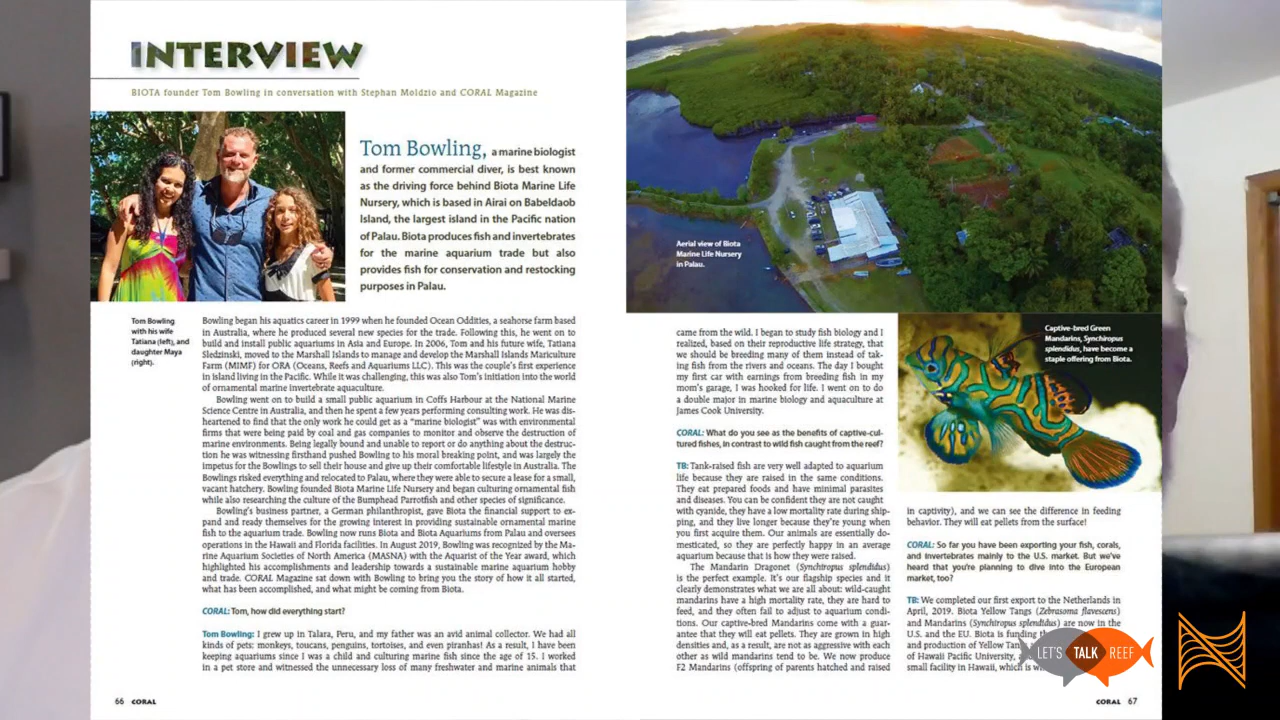 INTERVIEW
BIOTA founder Tom Bowling in conversation with Stephan Moldzio and CORAL Magazine
Tom Bowling, a marine biologist
and former commercial diver, is best known
as the driving force behind Biota Marine Life
Nursery, which is based in Airai on Babeldaob
Island, the largest island in the Pacific nation
of Palau. Biota produces fish and invertebrates
for the marine aquarium trade but also
provides fish for conservation and restocking
purposes in Palau.
Tom Bowling
with his wife
Tatiana (left), and
daughter Maya
(right).
Bowling began his aquatics career in 1999 when he founded Ocean Oddities, a seahorse farm based
in Australia, where he produced several new species for the trade. Following this, he went on to
build and install public aquariums in Asia and Europe. In 2006, Tom and his future wife, Tatiana
Sledzinski, moved to the Marshall Islands to manage and develop the Marshall Islands Mariculture
Farm (MIMF) for ORA (Oceans, Reefs and Aquariums LLC). This was the couple's first experience
in island living in the Pacific. While it was challenging, this was also Tom's initiation into the world
of ornamental marine invertebrate aquaculture.
Bowling went on to build a small public aquarium in Coffs Harbour at the National Marine
Science Centre in Australia, and then he spent a few years performing consulting work. He was dis-
heartened to find that the only work he could get as a "marine biologist" was with environmental
firms that were being paid by coal and gas companies to monitor and observe the destruction of
marine environments. Being legally bound and unable to report or do anything about the destruc-
tion he was witnessing firsthand pushed Bowling to his moral breaking point, and was largely the
impetus for the Bowlings to sell their house and give up their comfortable lifestyle in Australia. The
Bowlings risked everything and relocated to Palau, where they were able to secure a lease for a small,
vacant hatchery. Bowling founded Biota Marine Life Nursery and began culturing ornamental fish
while also researching the culture of the Bumphead Parrotfish and other species of significance.
Bowling's business partner, a German philanthropist, gave Biota the financial support to ex-
pand and ready themselves for the growing interest in providing sustainable ornamental marine
fish to the aquarium trade. Bowling now runs Biota and Biota Aquariums from Palau and oversees
operations in the Hawaii and Florida facilities. In August 2019, Bowling was recognized by the Ma-
rine Aquarium Societies of North America (MASNA) with the Aquarist of the Year award, which
highlighted his accomplishments and leadership towards a sustainable marine aquarium hobby
and trade. CORAL Magazine sat down with Bowling to bring you the story of how it all started,
what has been accomplished, and what might be coming from Biota.
CORAL: Tom, how did everything start?
Tom Bowling: I grew up in Talara, Peru, and my father was an avid animal collector. We had all
kinds of pets: monkeys, toucans, penguins, tortoises, and even piranhas! As a result, I have been
keeping aquariums since I was a child and culturing marine fish since the age of 15. I worked
in a pet store and witnessed the unnecessary loss of many freshwater and marine animals that
66 CORAL
Aerial view of Biota
Marine Life Nursery
in Palau.
came from the wild. I began to study fish biology and I
realized, based on their reproductive life strategy, that
we should be breeding many of them instead of tak-
ing fish from the rivers and oceans. The day I bought
my first car with earnings from breeding fish in my
mom's garage, I was hooked for life. I went on to do
a double major in marine biology and aquaculture at
James Cook University.
CORAL: What do you see as the benefits of captive-cul-
tured fishes, in contrast to wild fish caught from the reef?
TB: Tank-raised fish are very well adapted to aquarium
life because they are raised in the same conditions.
They eat prepared foods and have minimal parasites
and diseases. You can be confident they are not caught
with cyanide, they have a low mortality rate during ship-
ping, and they live longer because they're young when
you first acquire them. Our animals are essentially do-
mesticated, so they are perfectly happy in an average
aquarium because that is how they were raised.
The Mandarin Dragonet (Synchiropus splendidus)
is the perfect example. It's our flagship species and it
clearly demonstrates what we are all about: wild-caught
mandarins have a high mortality rate, they are hard to
feed, and they often fail to adjust to aquarium condi-
tions. Our captive-bred Mandarins come with a guar-
antee that they will eat pellets. They are grown in high
densities and, as a result, are not as aggressive with each
other as wild mandarins tend to be. We now produce
F2 Mandarins (offspring of parents hatched and raised
Captive-bred Green
Mandarins, Synchiropus
splendidus, have become a
staple offering from Biota.
in captivity), and we can see the difference in feeding
behavior. They will eat pellets from the surface!
CORAL: So far you have been exporting your fish, corals,
and invertebrates mainly to the U.S. market. But we've
heard that you're planning to dive into the European
market, too?
TB: We completed our first export to the Netherlands in
April, 2019. Biota Yellow Tangs (Zebrasoma flavescens)
and Mandarins (Synchiropus splendidus) are now in the
U.S. and the EU. Biota is funding
and production of Yellow Tan
of Hawaii Pacific University,
small facility in Hawaii, which is
LET'S TALK REEF
CORAL 67